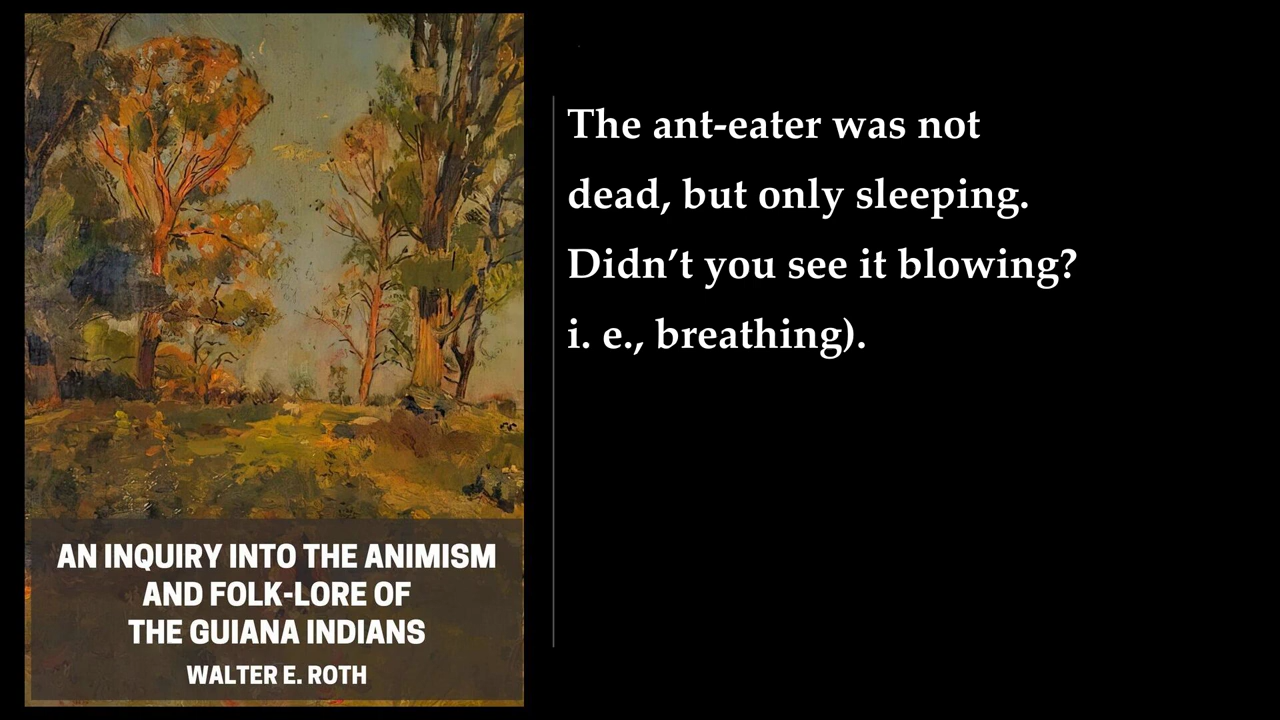 The ant-eater was not
dead, but only sleeping.
Didn’t you see it blowing?
i. e., breathing).
AN INQUIRY INTO THE ANIMISM
AND FOLK-LORE OF
THE GUIANA INDIANS
WALTER E. ROTH